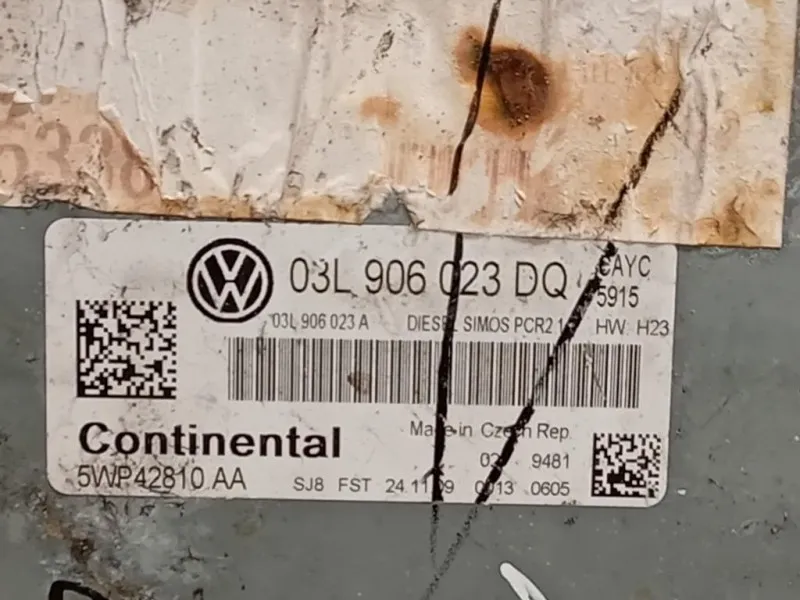 03L 906 023 DQ CAYC
5915
03L 906 023 A DIESEL SIMOS PCR2.1 HW: H23
Continental
Made in Czech Rep
9481
5WP42810 AA
SJ8 FST 24.11.09 0013 0605